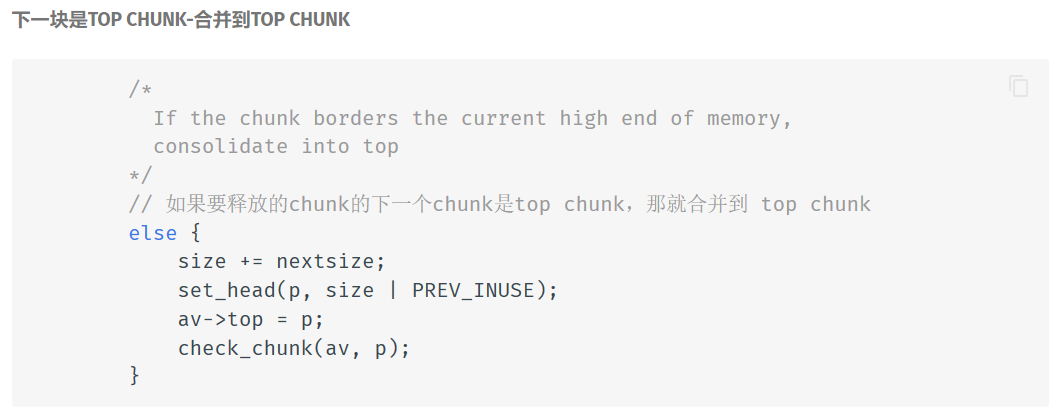 下一块是TOP CHUNK-合并到TOP CHUNK
/*
If the chunk borders the current high end of memory,
consolidate into top
*/
// 如果要释放的chunk的下一个chunk是top chunk，那就合并到 top chunk
else {
size += nextsize;
set_head(p, size | PREV_INUSE);
av->top = p;
check_chunk(av, p);
}